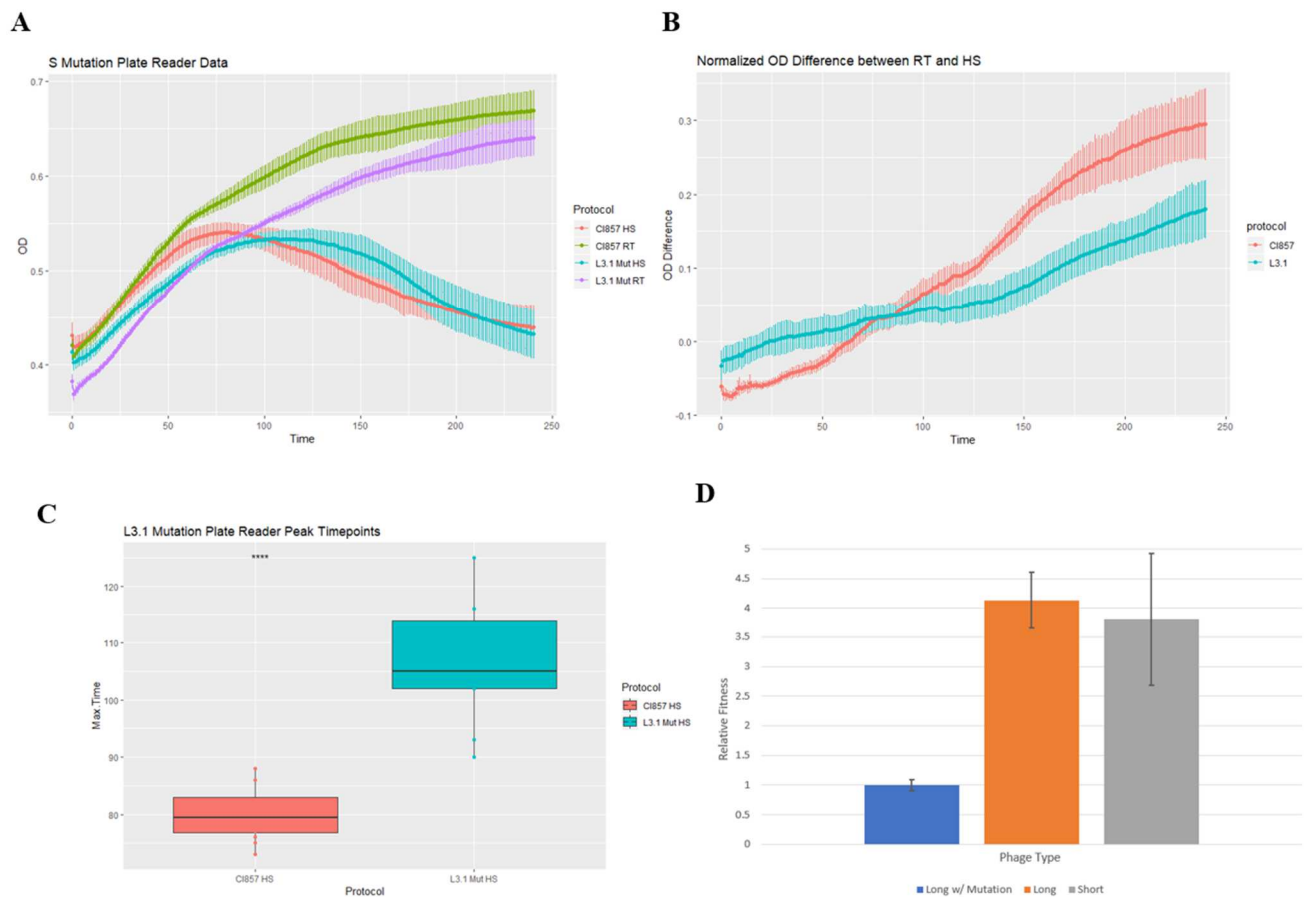 A
S Mutation Plate Reader Data
0.7
0.6
0.5
0.4
OD
0
50
100
150
200
250
Time
Protocol
CI857 HS
CI857 RT
L3.1 Mut HS
L3.1 Mut RT
B
Normalized OD Difference between RT and HS
0.3
0.2
0.1
0.0
-0.1
OD Difference
0
50
100
150
200
250
Time
protocol
CI857
L3.1
C
L3.1 Mutation Plate Reader Peak Timepoints
****
120
110
100
90
80
Max.Time
CI857 HS
L3.1 Mut HS
Protocol
Protocol
CI857 HS
L3.1 Mut HS
D
5
4.5
4
3.5
3
2.5
2
1.5
1
0.5
0
Relative Fitness
Phage Type
Long w/ Mutation
Long
Short